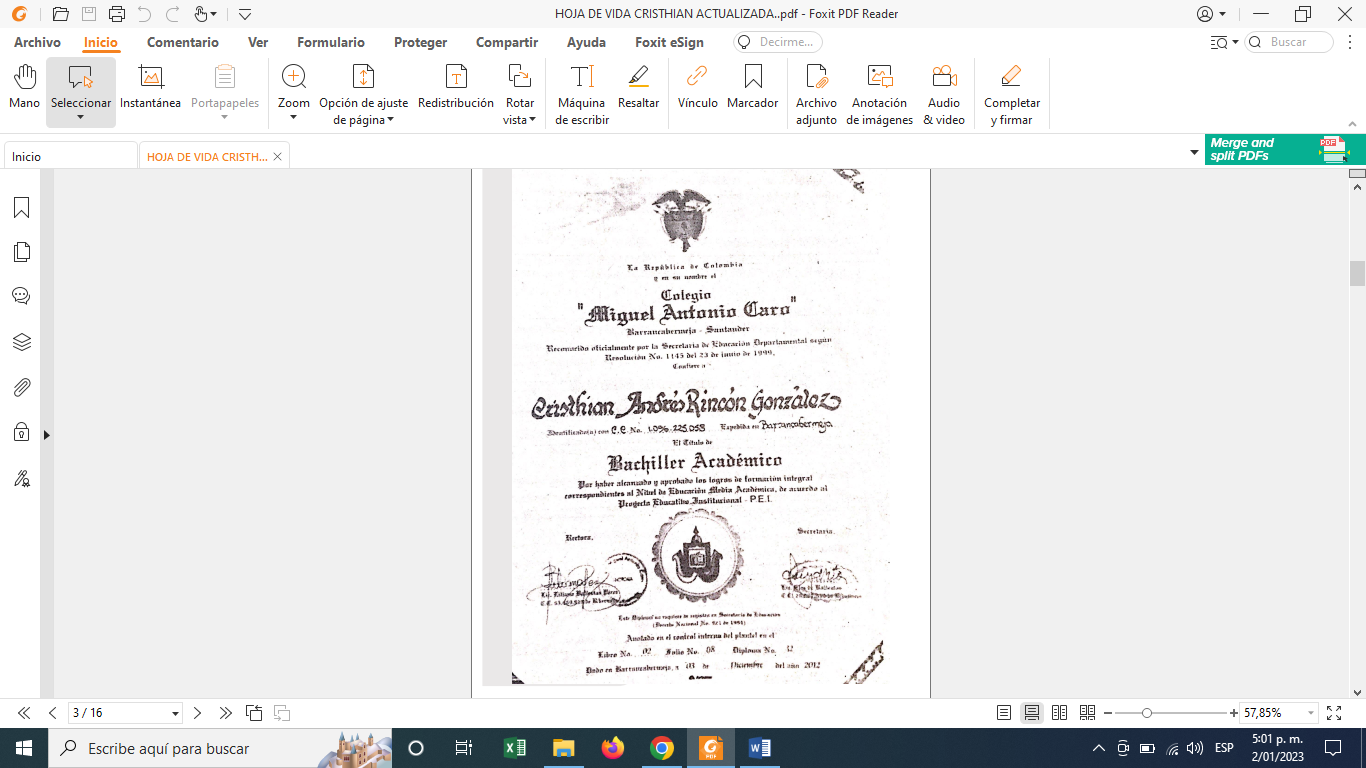 HOJA DE VIDA CRISTHIAN ACTUALIZADA..pdf - Foxit PDF Reader
Archivo Inicio Comentario Ver Formulario Proteger Compartir Ayuda Foxit eSign Decirme... Buscar
Mano Seleccionar Instantánea Portapapeles Zoom Opción de ajuste de página Redistribución Rotar vista Máquina de escribir Resaltar Vínculo Marcador Archivo adjunto Anotación de imágenes Audio & video Completar y firmar
Inicio HOJA DE VIDA CRISTH...
Merge and
split PDFs
PDF
La República de Colombia
y en su nombre el
Colegio
"Miguel Antonio Caro"
Barrancabermeja - Santander
Reconocido oficialmente por la Secretaría de Educación Departamental según
Resolución No. 1145 del 23 de junio de 1999,
Confiere a
Cristhian Andrés Rincón González
Identificado(a) con C.C. No. 1.096.225.058 Expedida en Barrancabermeja
El Título de
Bachiller Académico
Por haber alcanzado y aprobado los logros de formación integral
correspondientes al Nivel de Educación Media Académica, de acuerdo al
Proyecto Educativo Institucional - P.E.I.
Rectora, Secretaria,
Este Diploma no requiere de registro en Secretaría de Educación
Anotado en el control interno del plantel en el
Libro No. 02 Folio No. 08 Diploma No. 32
Dado en Barrancabermeja, a 03 de Diciembre del año 2012
3 / 16
57,85%
Escribe aquí para buscar
PDF
ESP
5:01 p. m.
2/01/2023